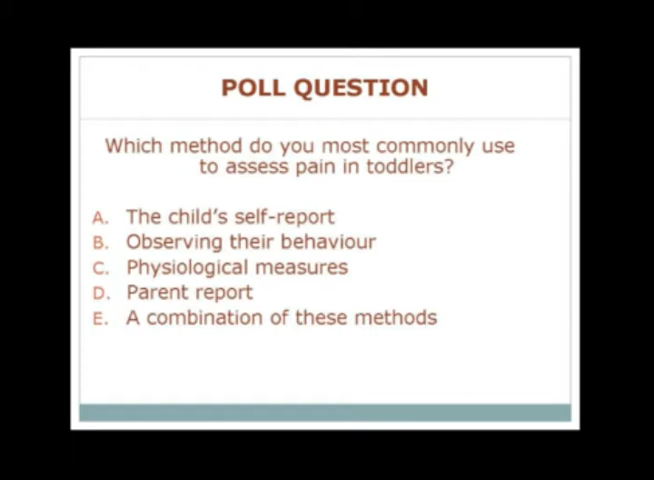 POLL QUESTION
Which method do you most commonly use
to assess pain in toddlers?
A. The child's self-report
B. Observing their behaviour
C. Physiological measures
D. Parent report
E. A combination of these methods